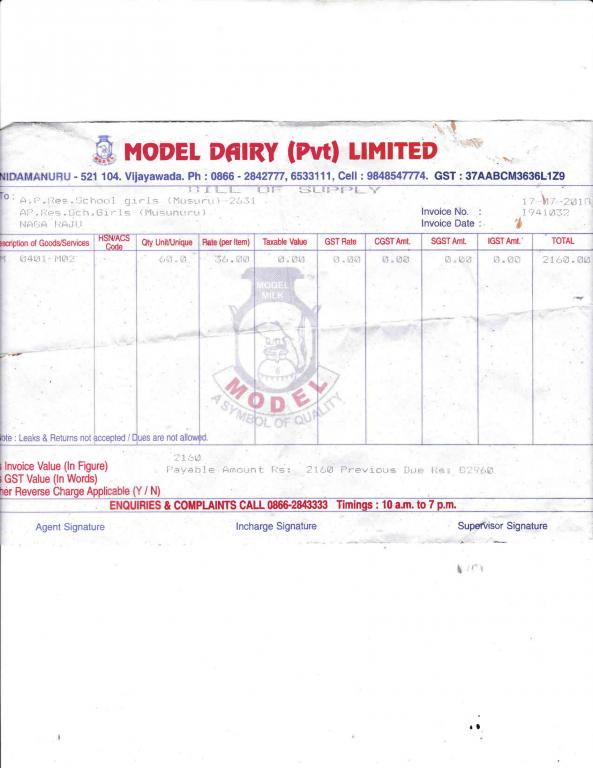 MODEL DAIRY (Pvt) LIMITED
NIDAMANURU - 521 104. Vijayawada. Ph : 0866 - 2842777, 6533111, Cell : 9848547774. GST : 37AABCM3636L1Z9
BILL OF SUPPLY
To: A.P.Res.School girls (Musuru)-2631
AP.Res.Sch.Girls (Musunuru) Invoice No. : 1941032
NAGA RAJU Invoice Date :-
escription of Goods/Services HSN/ACS Code Qty Unit/Unique Rate (per Item) Taxable Value GST Rate CGST Amt. SGST Amt. IGST Amt. TOTAL
M 0401-M02 60.0 36.00 0.00 0.00 0.00 0.00 0.00 2160.00
MODEL
MILK
MODEL
A SYMBOL OF QUALITY
ote : Leaks & Returns not accepted / Dues are not allowed.
2160
Invoice Value (In Figure) Payable Amount Rs: 2160 Previous Due Rs:
GST Value (In Words)
her Reverse Charge Applicable (Y / N)
ENQUIRIES & COMPLAINTS CALL 0866-2843333 Timings : 10 a.m. to 7 p.m.
Agent Signature Incharge Signature Supervisor Signature